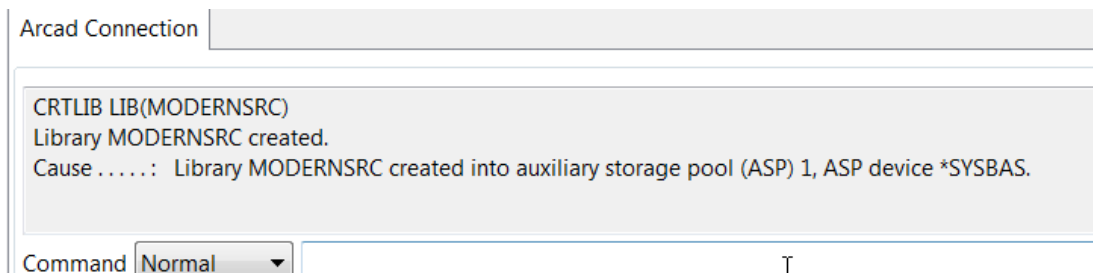 Arcad Connection
CRTLIB LIB(MODERNSRC)
Library MODERNSRC created.
Cause . . . . . :   Library MODERNSRC created into auxiliary storage pool (ASP) 1, ASP device *SYSBAS.
Command Normal